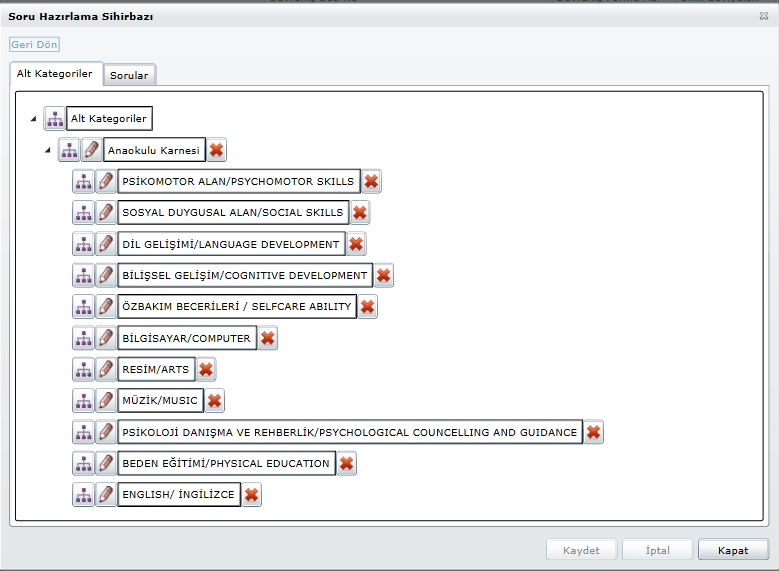 Soru Hazırlama Sihirbazı
Geri Dön
Alt Kategoriler
Sorular
Alt Kategoriler
Anaokulu Karnesi
PSİKOMOTOR ALAN/PSYCHOMOTOR SKILLS
SOSYAL DUYGUSAL ALAN/SOCIAL SKILLS
DİL GELİŞİMİ/LANGUAGE DEVELOPMENT
BİLİŞSEL GELİŞİM/COGNITIVE DEVELOPMENT
ÖZBAKIM BECERİLERİ / SELFCARE ABILITY
BİLGİSAYAR/COMPUTER
RESİM/ARTS
MÜZİK/MUSIC
PSİKOLOJİ DANIŞMA VE REHBERLİK/PSYCHOLOGICAL COUNCELLING AND GUIDANCE
BEDEN EĞİTİMİ/PHYSICAL EDUCATION
ENGLISH/ İNGİLİZCE
Kaydet İptal Kapat